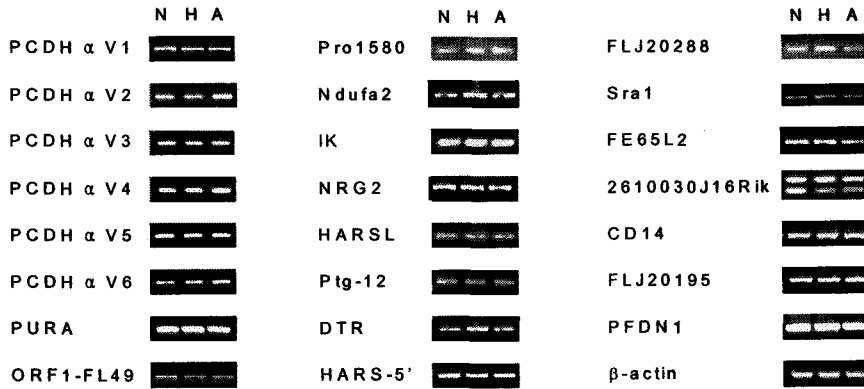 N H A
PCDH α V1
PCDH α V2
PCDH α V3
PCDH α V4
PCDH α V5
PCDH α V6
PURA
ORF1-FL49
N H A
Pro1580
Ndufa2
IK
NRG2
HARSL
Ptg-12
DTR
HARS-5'
N H A
FLJ20288
Sra1
FE65L2
2610030J16Rik
CD14
FLJ20195
PFDN1
β-actin